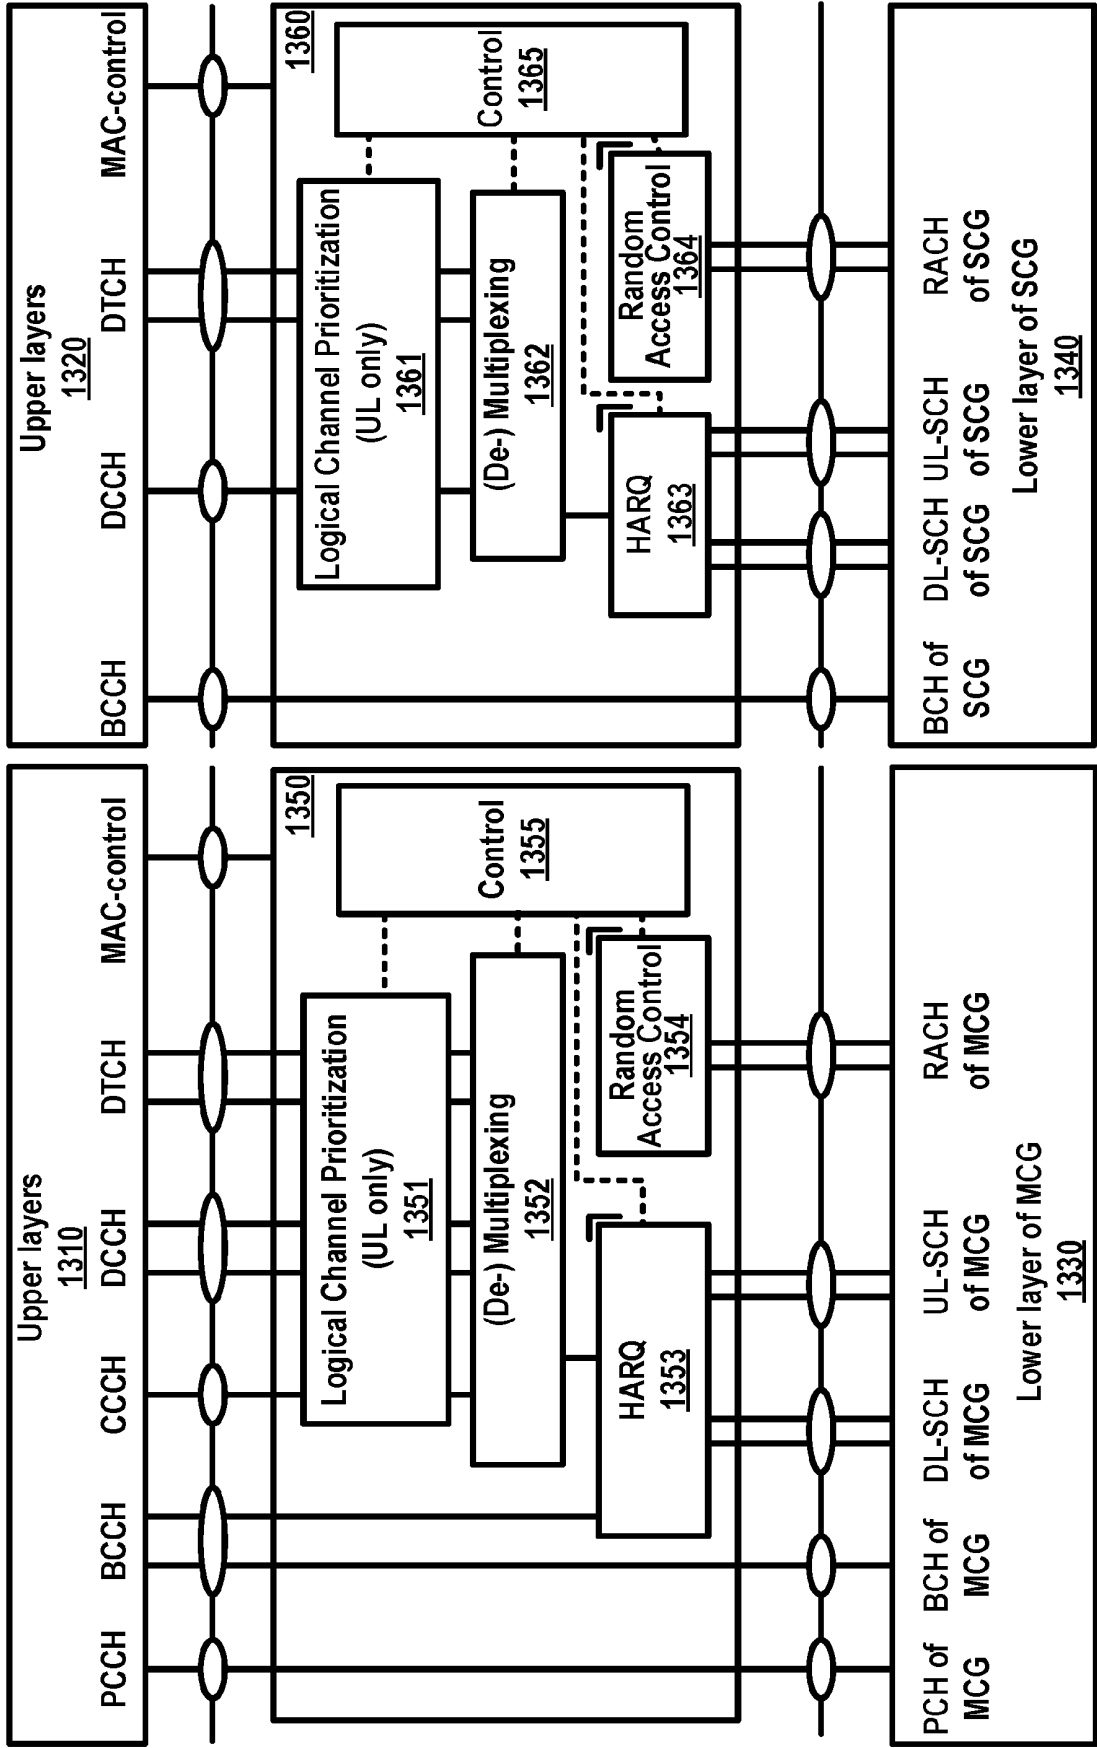 Upper layers
1310
PCCH
BCCH
CCCH
DCCH
DTCH
MAC-control
1350
Logical Channel Prioritization
(UL only)
1351
(De-) Multiplexing
1352
HARQ
1353
Random
Access Control
1354
Control
1355
PCH of
MCG
BCH of
MCG
DL-SCH
of MCG
UL-SCH
of MCG
RACH
of MCG
Lower layer of MCG
1330
Upper layers
1320
BCCH
DCCH
DTCH
MAC-control
1360
Logical Channel Prioritization
(UL only)
1361
(De-) Multiplexing
1362
HARQ
1363
Random
Access Control
1364
Control
1365
BCH of
SCG
DL-SCH
of SCG
UL-SCH
of SCG
RACH
of SCG
Lower layer of SCG
1340